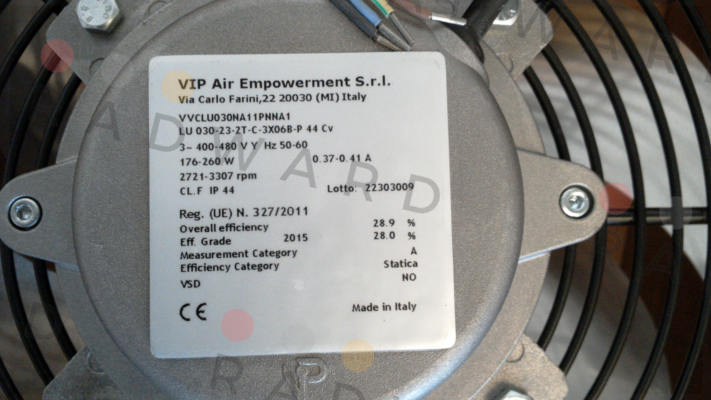 VIP Air Empowerment S.r.l.
Via Carlo Farini,22 20030 (MI) Italy
VVCLU030NA11PNNA1
LU 030-23-2T-C-3X06B-P 44 Cv
3~ 400-480 V Y Hz 50-60
176-260 W 0.37-0.41 A
2721-3307 rpm
CL.F IP 44 Lotto: 22303009
Reg. (UE) N. 327/2011
Overall efficiency 28.9 %
Eff. Grade 2015 28.0 %
Measurement Category A
Efficiency Category Statica
VSD NO
CE Made in Italy
RADWARD